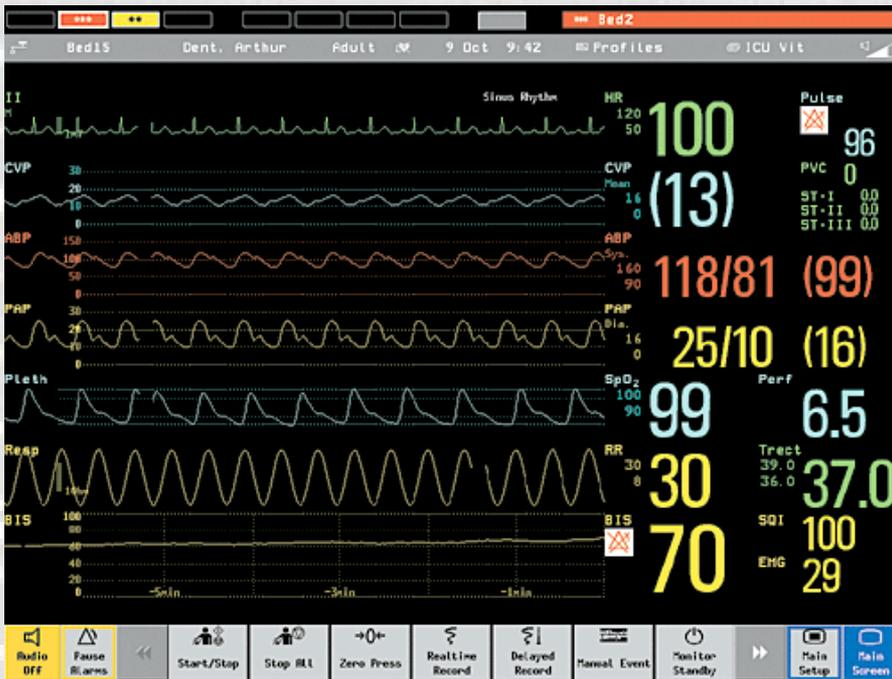 *** ** *** Bed2
Bed15 Dent, Arthur Adult 9 Oct 9:42 Profiles ICU Vit
II Sinus Rhythm HR Pulse
M 120
50 100 96
1mV
CVP 30 CVP PVC 0
20 Mean
10 16 (13) ST-I 0.0
0 0 ST-II 0.0
ST-III 0.0
ABP 150 ABP
100 Sys.
50 160 118/81 (99)
0 90
PAP 30 PAP
20 Dia.
10 16 25/10 (16)
0 0
Pleth SpO₂ Perf
100 99 6.5
90
Resp RR Trect
30 30 39.0 37.0
8 36.0
BIS 100 BIS SQI
80 100
60 70
40 EMG
20 29
0 -5min -3min -1min
Audio Off
Pause Alarms
Start/Stop
Stop All
→0← Zero Press
Realtime Record
Delayed Record
Manual Event
Monitor Standby
Main Setup
Main Screen